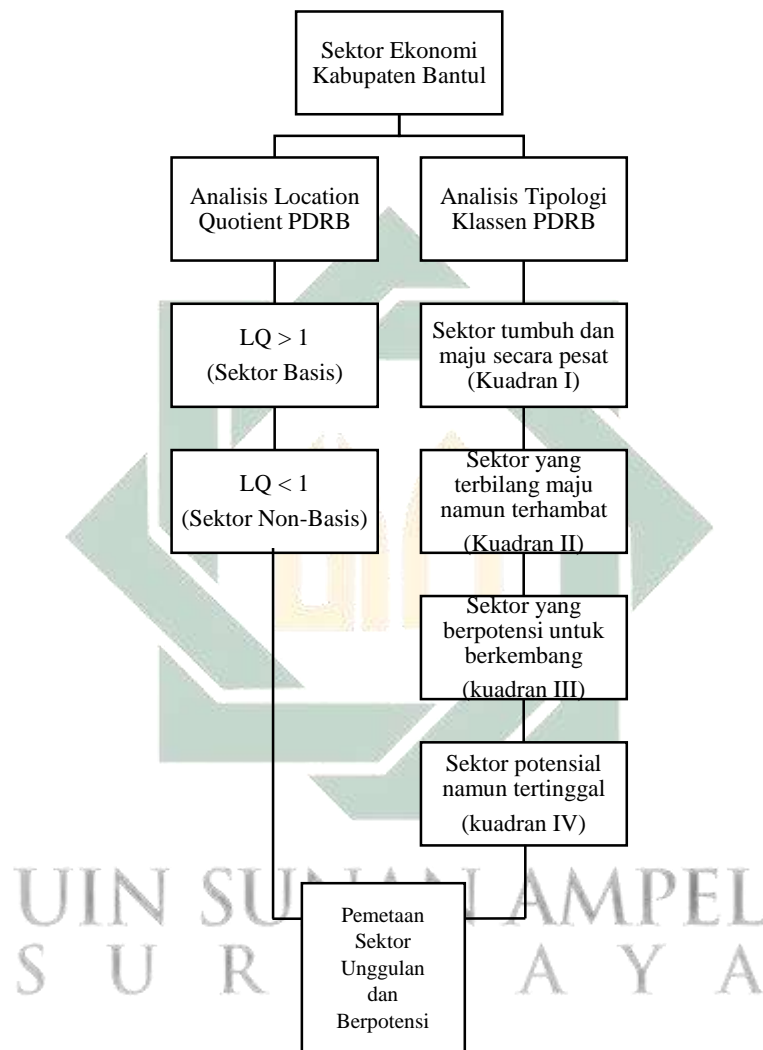 Sektor Ekonomi
Kabupaten Bantul
Analisis Location
Quotient PDRB
Analisis Tipologi
Klassen PDRB
LQ > 1
(Sektor Basis)
Sektor tumbuh dan
maju secara pesat
(Kuadran I)
LQ < 1
(Sektor Non-Basis)
Sektor yang
terbilang maju
namun terhambat
(Kuadran II)
Sektor yang
berpotensi untuk
berkembang
(kuadran III)
Sektor potensial
namun tertinggal
(kuadran IV)
Pemetaan
Sektor
Unggulan
dan
Berpotensi
UIN SUNAN AMPEL
S U R A Y A